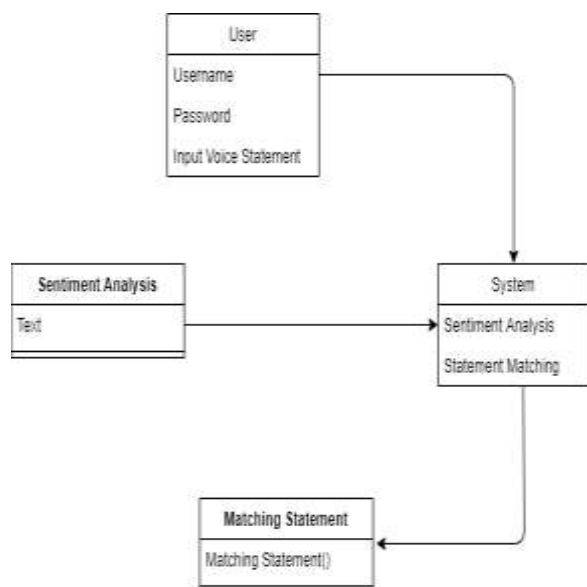 User
Username
Password
Input Voice Statement
Sentiment Analysis
Text
System
Sentiment Analysis
Statement Matching
Matching Statement
Matching Statement()